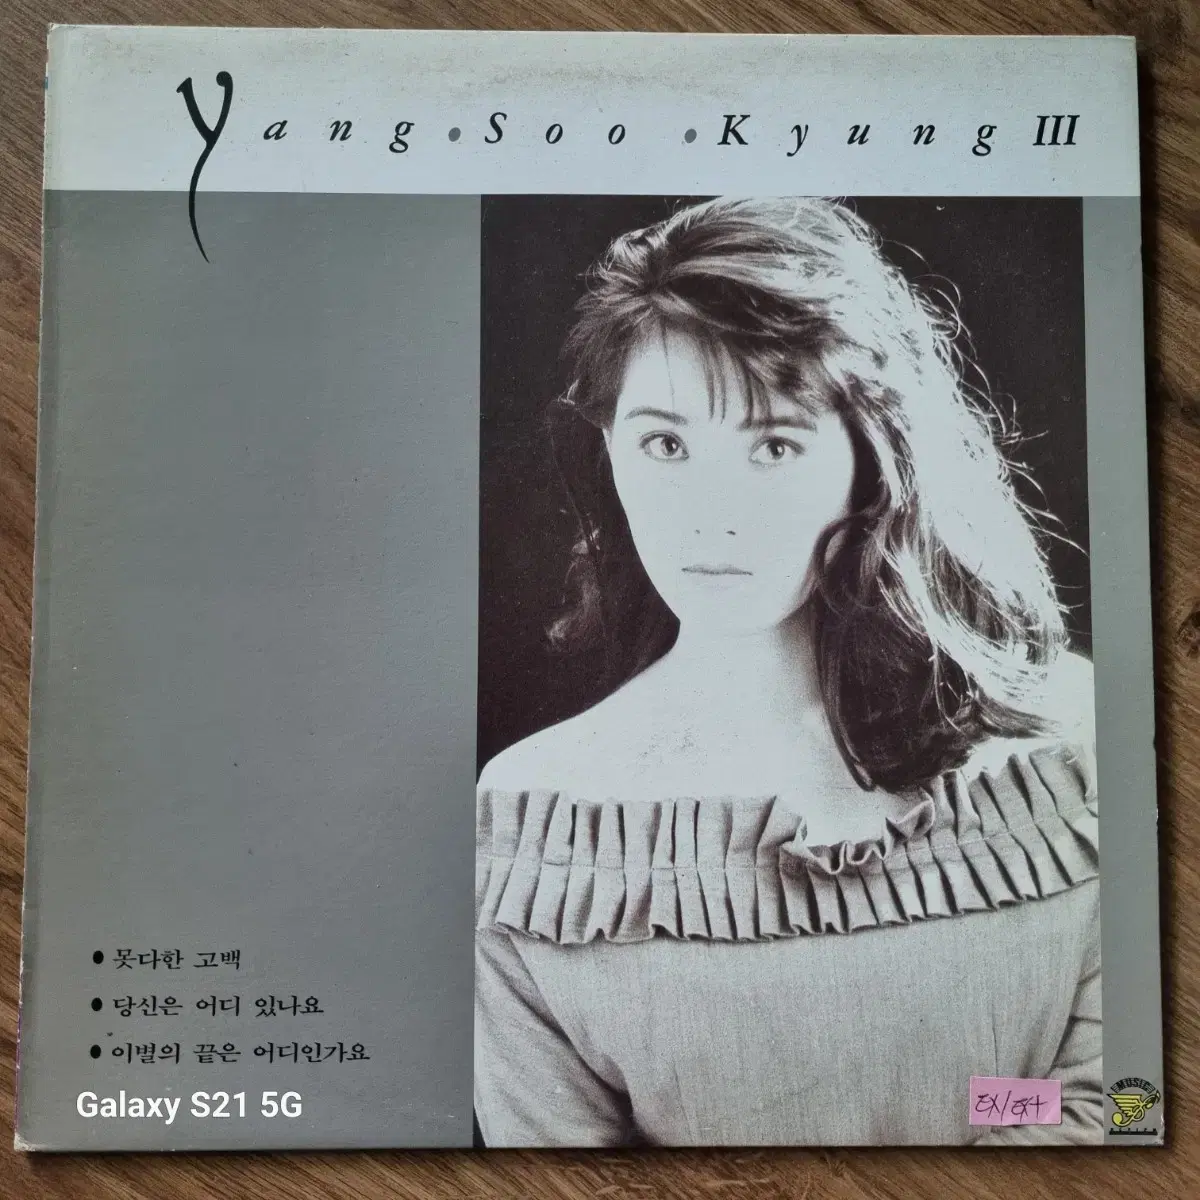 Yang • Soo • Kyung III
• 못다한 고백
• 당신은 어디 있나요
• 이별의 끝은 어디인가요
Galaxy S21 5G
EX/EX+
MUSIC